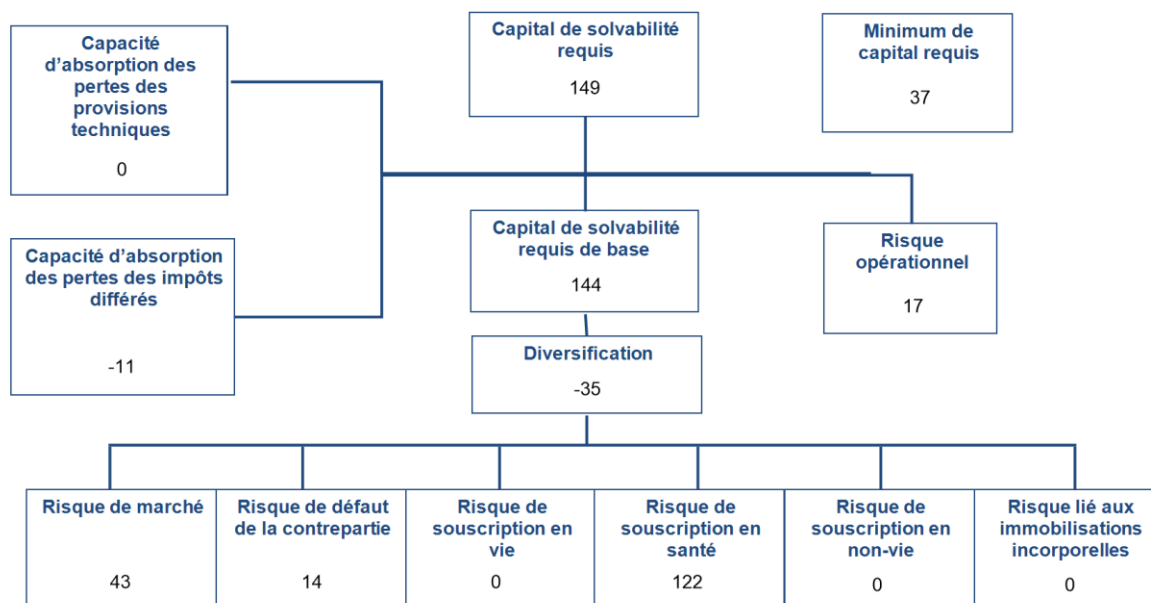 Capacité
d'absorption des
pertes des
provisions
techniques
0
Capital de solvabilité
requis
149
Minimum de
capital requis
37
Capacité d'absorption
des pertes des impôts
différés
-11
Capital de solvabilité
requis de base
144
Risque
opérationnel
17
Diversification
-35
Risque de marché
43
Risque de défaut
de la contrepartie
14
Risque de
souscription en
vie
0
Risque de
souscription en
santé
122
Risque de
souscription en
non-vie
0
Risque lié aux
immobilisations
incorporelles
0